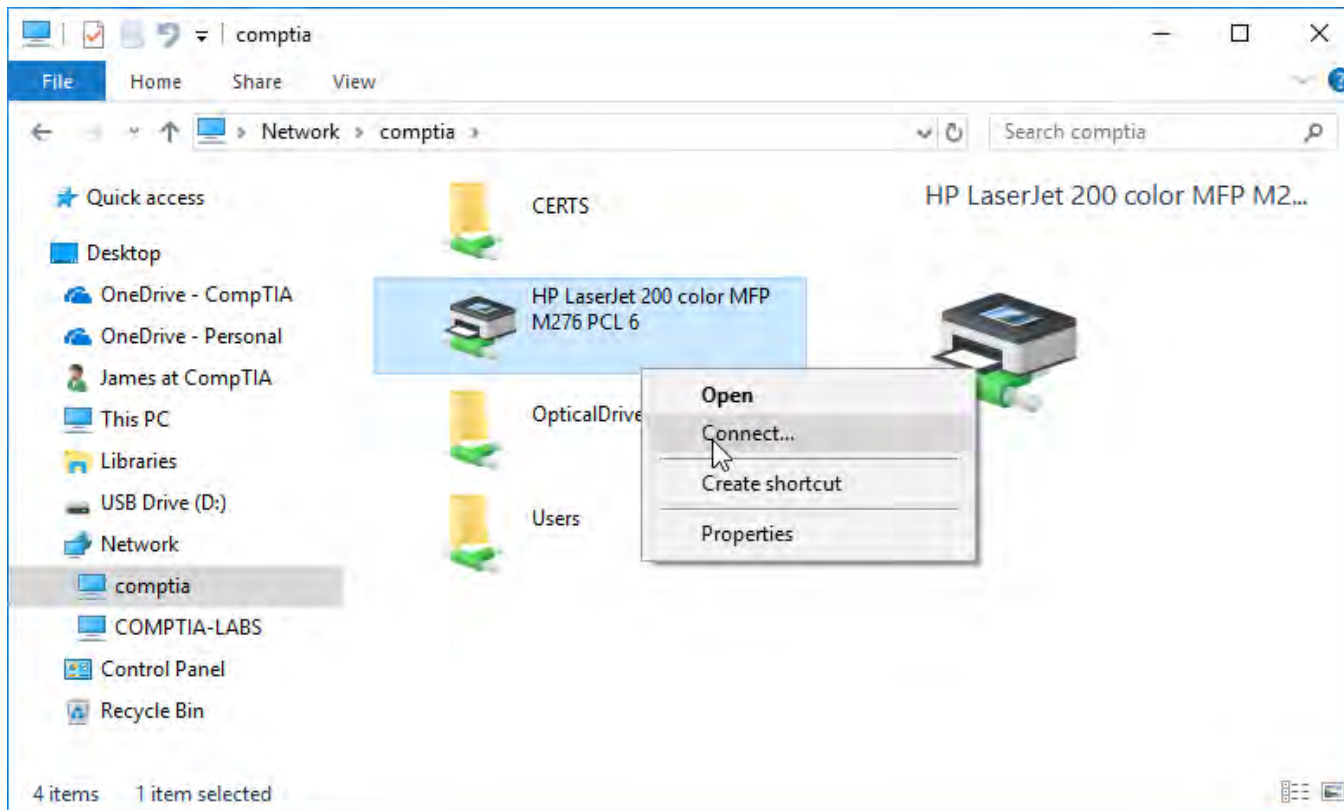 comptia
File Home Share View
Network comptia
Search comptia
Quick access
Desktop
OneDrive - CompTIA
OneDrive - Personal
James at CompTIA
This PC
Libraries
USB Drive (D:)
Network
comptia
COMPTIA-LABS
Control Panel
Recycle Bin
CERTS
HP LaserJet 200 color MFP
M276 PCL 6
OpticalDrive
Users
Open
Connect...
Create shortcut
Properties
HP LaserJet 200 color MFP M2...
4 items 1 item selected